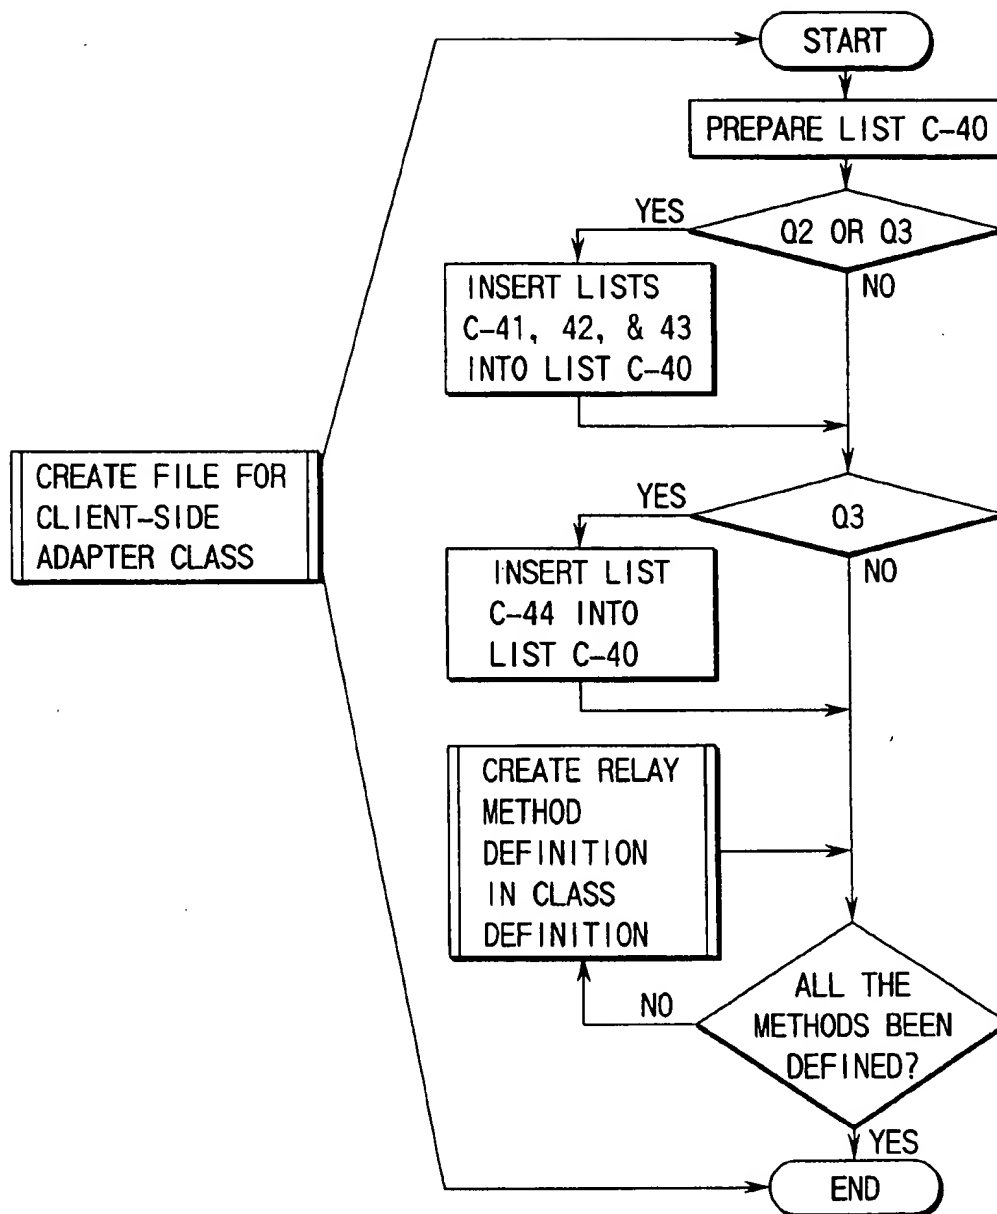 START
PREPARE LIST C-40
YES
Q2 OR Q3
NO
INSERT LISTS
C-41, 42, & 43
INTO LIST C-40
CREATE FILE FOR
CLIENT-SIDE
ADAPTER CLASS
YES
Q3
NO
INSERT LIST
C-44 INTO
LIST C-40
CREATE RELAY
METHOD
DEFINITION
IN CLASS
DEFINITION
NO
ALL THE
METHODS BEEN
DEFINED?
YES
END